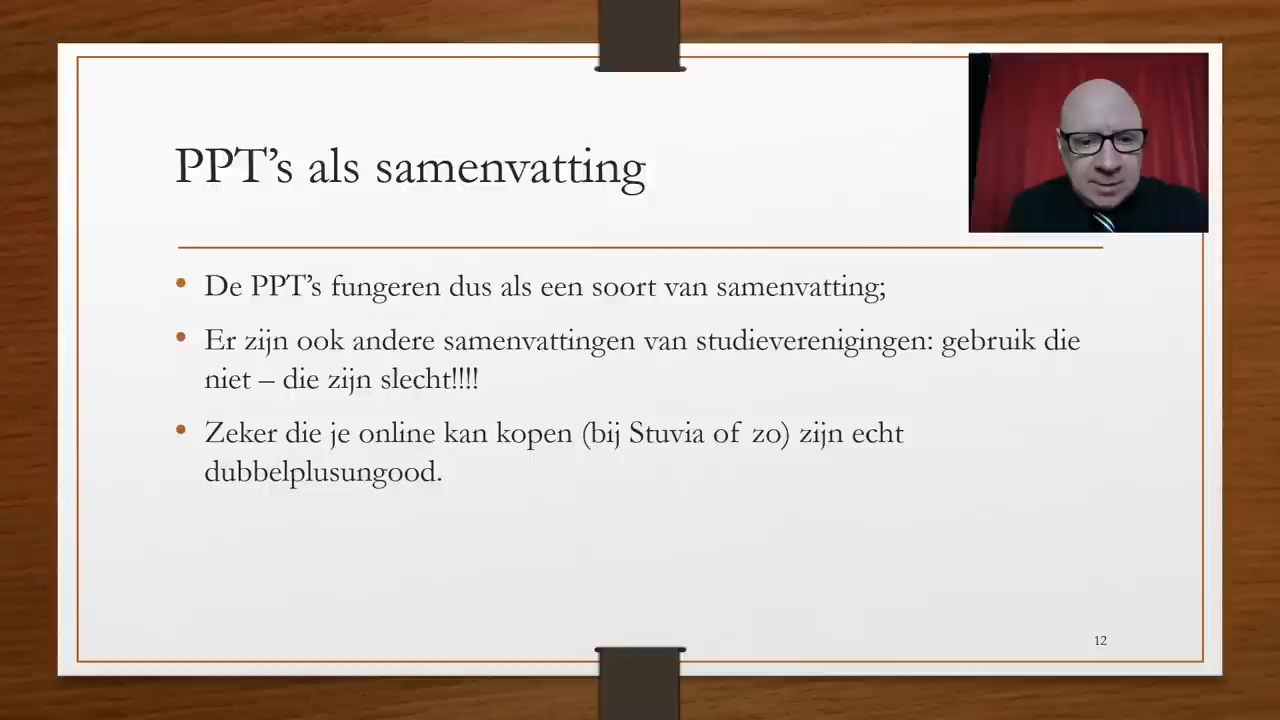 PPT’s als samenvatting
• De PPT’s fungeren dus als een soort van samenvatting;
• Er zijn ook andere samenvattingen van studieverenigingen: gebruik die
niet – die zijn slecht!!!!
• Zeker die je online kan kopen (bij Stuvia of zo) zijn echt
dubbelplusungood.
12